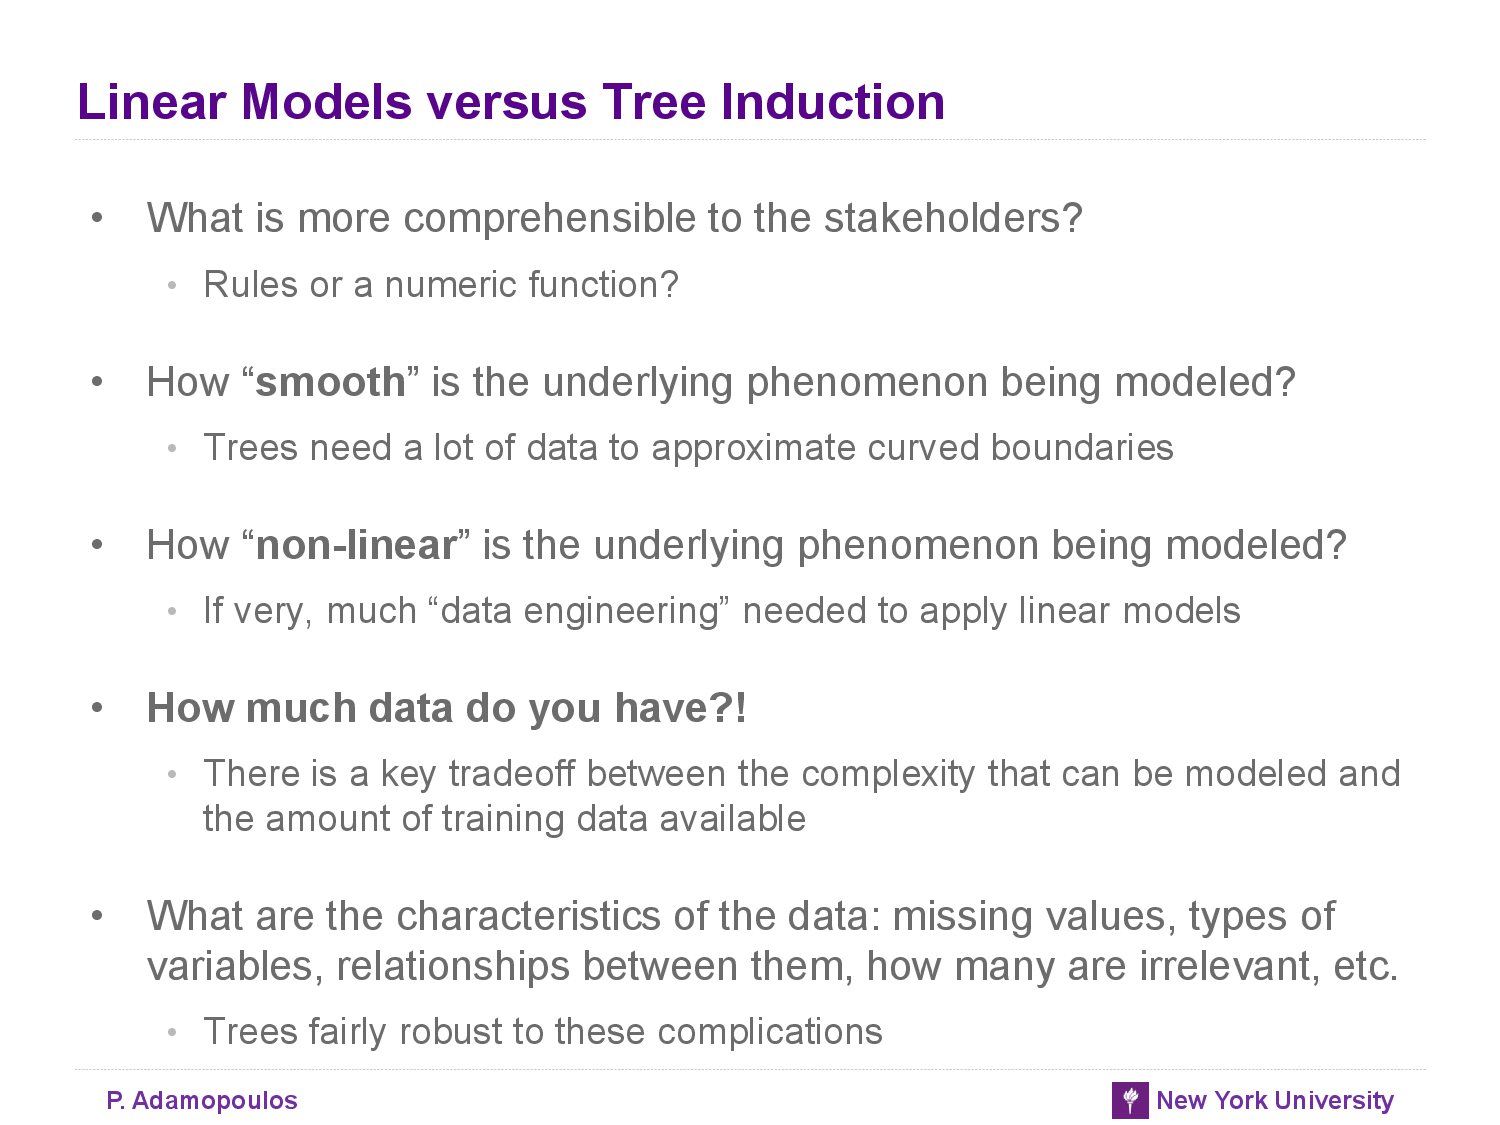 Linear Models versus Tree Induction
• What is more comprehensible to the stakeholders?
• Rules or a numeric function?
• How “smooth” is the underlying phenomenon being modeled?
• Trees need a lot of data to approximate curved boundaries
• How “non-linear” is the underlying phenomenon being modeled?
• If very, much “data engineering” needed to apply linear models
• How much data do you have?!
• There is a key tradeoff between the complexity that can be modeled and
the amount of training data available
• What are the characteristics of the data: missing values, types of
variables, relationships between them, how many are irrelevant, etc.
• Trees fairly robust to these complications
P. Adamopoulos
New York University